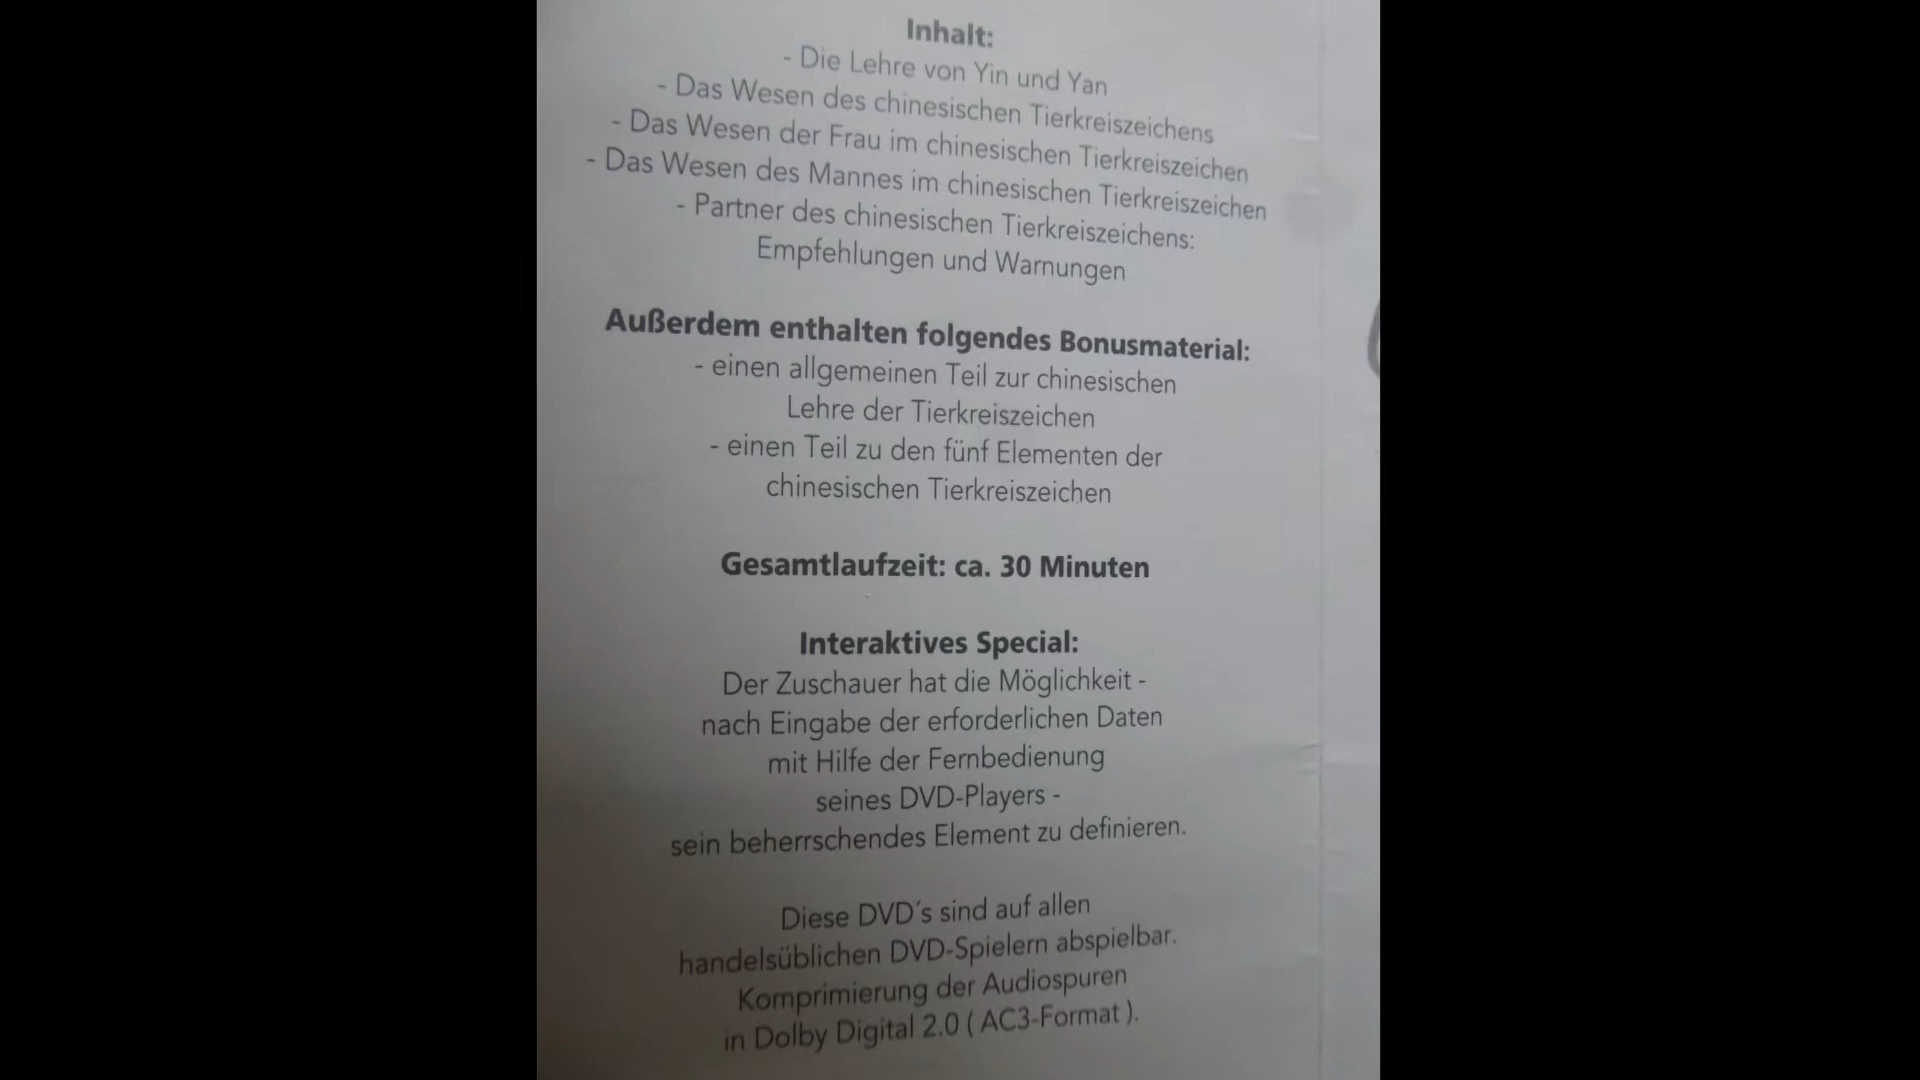 Inhalt:
- Die Lehre von Yin und Yan
- Das Wesen des chinesischen Tierkreiszeichens
- Das Wesen der Frau im chinesischen Tierkreiszeichen
- Das Wesen des Mannes im chinesischen Tierkreiszeichen
- Partner des chinesischen Tierkreiszeichens:
Empfehlungen und Warnungen
Außerdem enthalten folgendes Bonusmaterial:
- einen allgemeinen Teil zur chinesischen
Lehre der Tierkreiszeichen
- einen Teil zu den fünf Elementen der
chinesischen Tierkreiszeichen
Gesamtlaufzeit: ca. 30 Minuten
Interaktives Special:
Der Zuschauer hat die Möglichkeit -
nach Eingabe der erforderlichen Daten
mit Hilfe der Fernbedienung
seines DVD-Players -
sein beherrschendes Element zu definieren.
Diese DVD´s sind auf allen
handelsüblichen DVD-Spielern abspielbar.
Komprimierung der Audiospuren
in Dolby Digital 2.0 ( AC3-Format ).